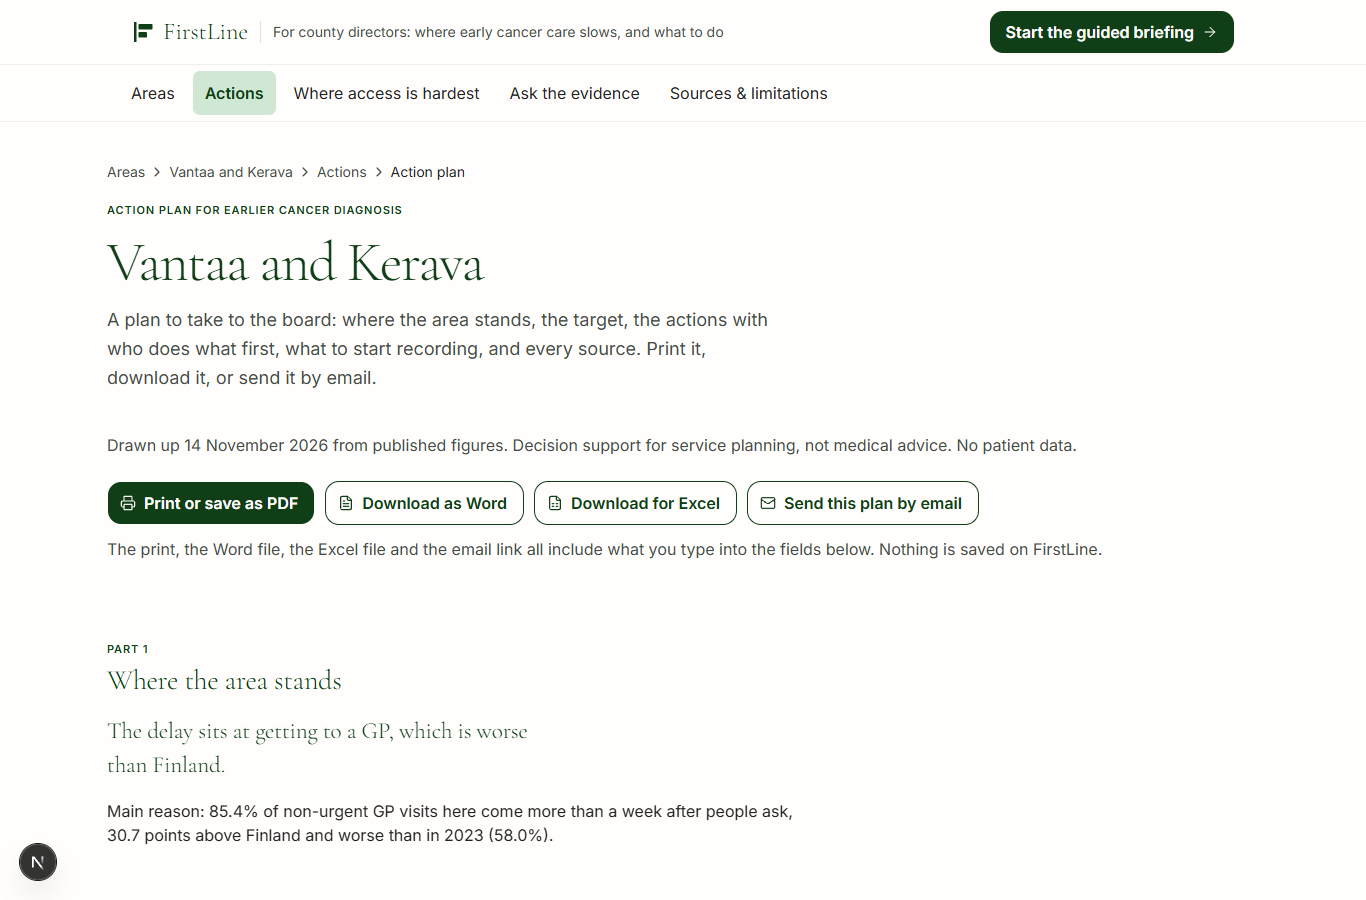 FirstLine
For county directors: where early cancer care slows, and what to do
Start the guided briefing
Areas
Actions
Where access is hardest
Ask the evidence
Sources & limitations
Areas > Vantaa and Kerava > Actions > Action plan
ACTION PLAN FOR EARLIER CANCER DIAGNOSIS
Vantaa and Kerava
A plan to take to the board: where the area stands, the target, the actions with
who does what first, what to start recording, and every source. Print it,
download it, or send it by email.
Drawn up 14 November 2026 from published figures. Decision support for service planning, not medical advice. No patient data.
Print or save as PDF
Download as Word
Download for Excel
Send this plan by email
The print, the Word file, the Excel file and the email link all include what you type into the fields below. Nothing is saved on FirstLine.
PART 1
Where the area stands
The delay sits at getting to a GP, which is worse
than Finland.
Main reason: 85.4% of non-urgent GP visits here come more than a week after people ask,
30.7 points above Finland and worse than in 2023 (58.0%).
N